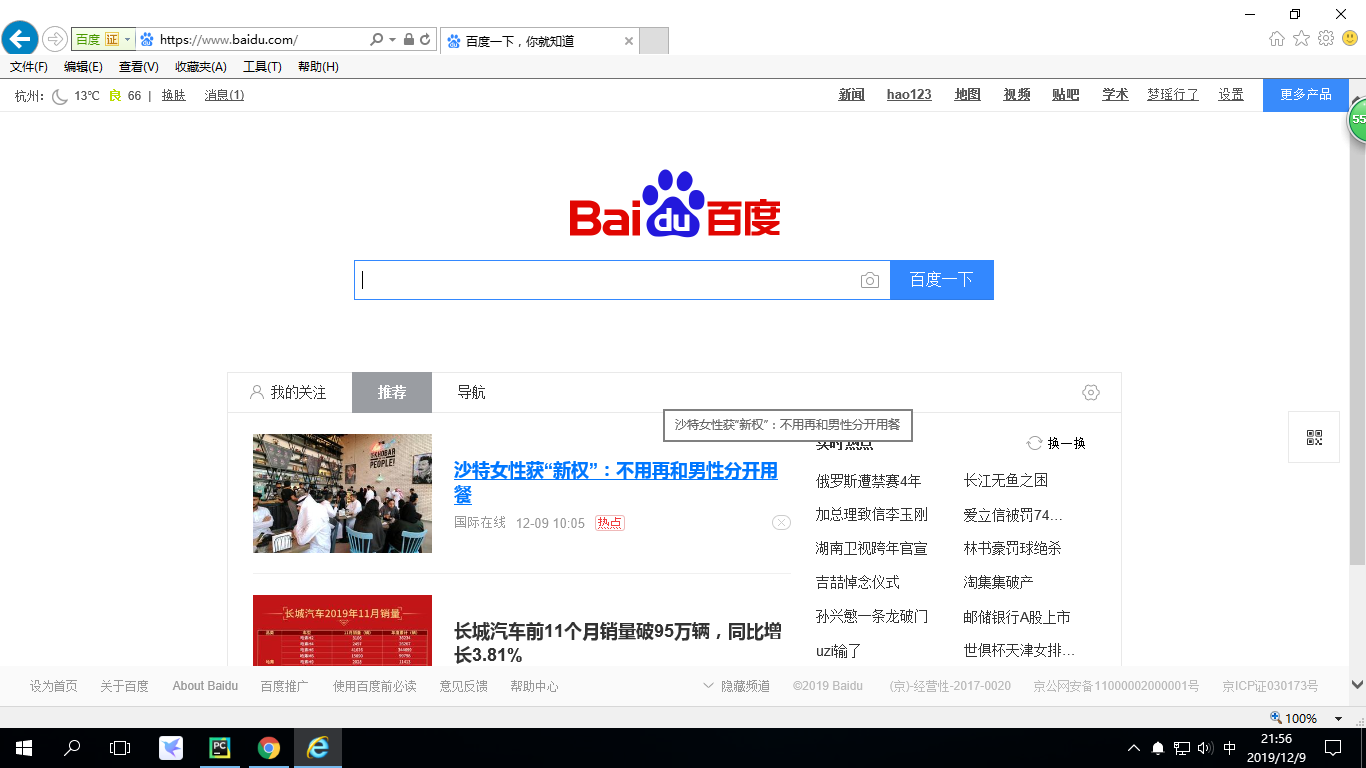 百度 证 https://www.baidu.com/ 百度一下，你就知道
文件(F) 编辑(E) 查看(V) 收藏夹(A) 工具(T) 帮助(H)
杭州： 13℃ 良 66 | 换肤 消息(1) 新闻 hao123 地图 视频 贴吧 学术 梦瑶行了 设置 更多产品
55
Bai du 百度
百度一下
我的关注 推荐 导航
沙特女性获“新权”：不用再和男性分开用餐
实时热点 换一换
沙特女性获“新权”：不用再和男性分开用
餐
国际在线 12-09 10:05 热点
俄罗斯遭禁赛4年 长江无鱼之困
加总理致信李玉刚 爱立信被罚74...
湖南卫视跨年官宣 林书豪罚球绝杀
吉喆悼念仪式 淘集集破产
孙兴慜一条龙破门 邮储银行A股上市
uzi输了 世俱杯天津女排...
长城汽车2019年11月销量
长城汽车前11个月销量破95万辆，同比增
长3.81%
设为首页 关于百度 About Baidu 百度推广 使用百度前必读 意见反馈 帮助中心 隐藏频道 ©2019 Baidu (京)-经营性-2017-0020 京公网安备11000002000001号 京ICP证030173号
100%
PC 中 21:56
2019/12/9